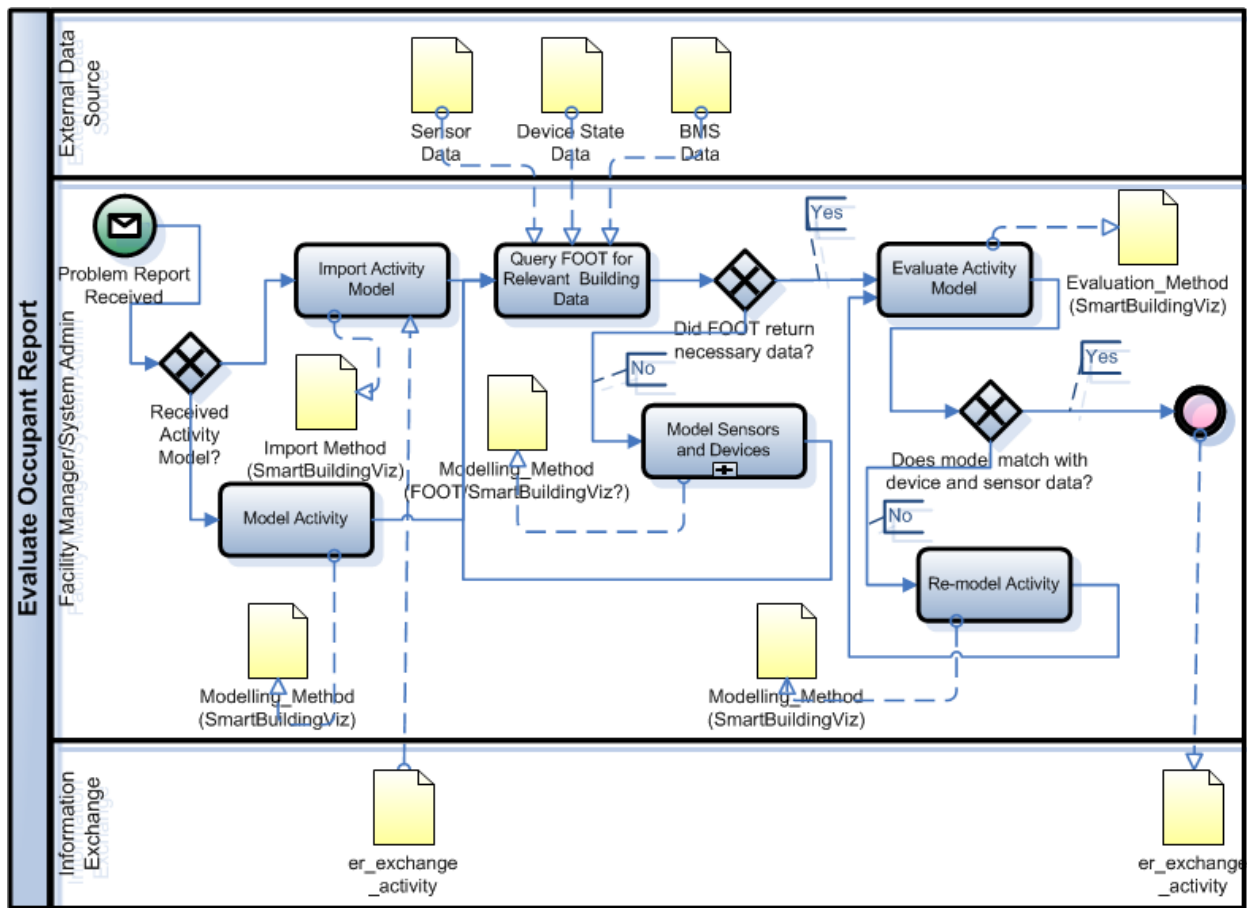 Evaluate Occupant Report
External Data
Source
Sensor
Data
Device State
Data
BMS
Data
Facility Manager/System Admin
Problem Report
Received
Received
Activity
Model?
Import Activity
Model
Import Method
(SmartBuildingViz)
Model Activity
Modelling_Method
(SmartBuildingViz)
Query FOOT for
Relevant Building
Data
Did FOOT return
necessary data?
Yes
No
Modelling_Method
(FOOT/SmartBuildingViz?)
Model Sensors
and Devices
Evaluate Activity
Model
Evaluation_Method
(SmartBuildingViz)
Yes
Does model match with
device and sensor data?
No
Re-model Activity
Modelling_Method
(SmartBuildingViz)
Information
Exchange
er_exchange
_activity
er_exchange
_activity